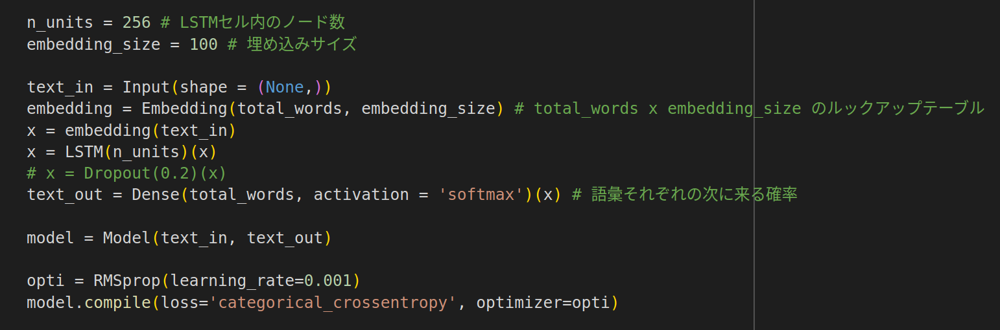 n_units = 256 # LSTMセル内のノード数
embedding_size = 100 # 埋め込みサイズ
text_in = Input(shape = (None,))
embedding = Embedding(total_words, embedding_size) # total_words x embedding_size のルックアップテーブル
x = embedding(text_in)
x = LSTM(n_units)(x)
# x = Dropout(0.2)(x)
text_out = Dense(total_words, activation = 'softmax')(x) # 語彙それぞれの次に来る確率
model = Model(text_in, text_out)
opti = RMSprop(learning_rate=0.001)
model.compile(loss='categorical_crossentropy', optimizer=opti)